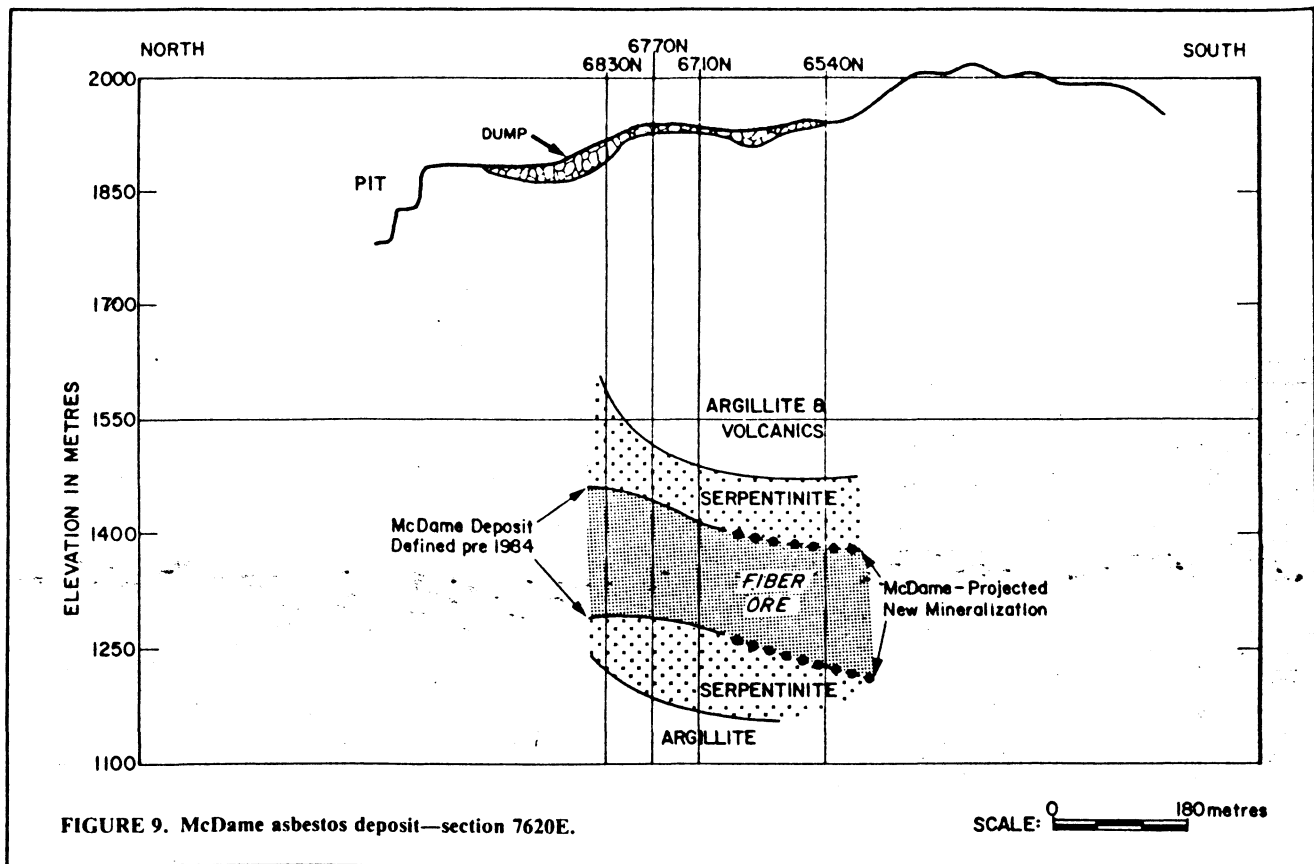 NORTH
SOUTH
6770N
6830N
6710N
6540N
2000
DUMP
PIT
1850
1700
ELEVATION IN METRES
1550
ARGILLITE &
VOLCANICS
SERPENTINITE
McDame Deposit
Defined pre 1984
1400
FIBER
ORE
McDame-Projected
New Mineralization
1250
SERPENTINITE
ARGILLITE
1100
FIGURE 9. McDame asbestos deposit—section 7620E.
SCALE: 0 180 metres